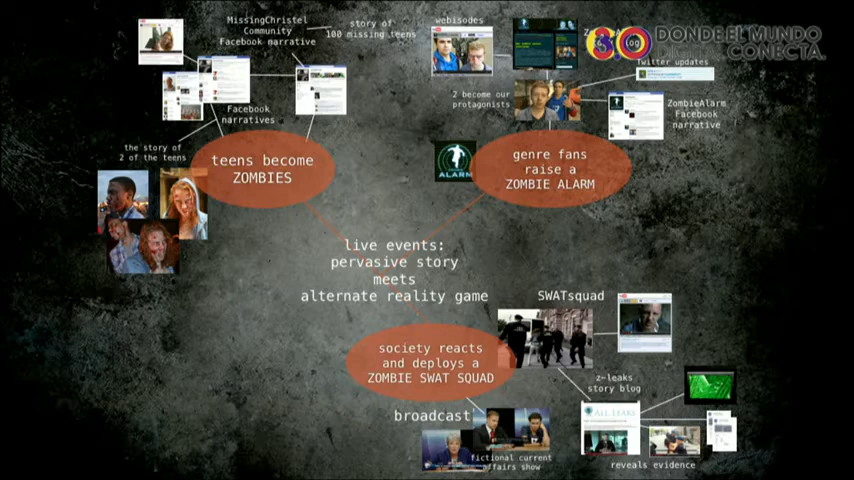 MissingChristel
Community
Facebook narrative
story of
100 missing teens
Facebook
narratives
the story of
2 of the teens
teens become
ZOMBIES
webisodes
2 become our
protagonists
Twitter updates
ZombieAlarm
Facebook
narrative
ALARM
genre fans
raise a
ZOMBIE ALARM
3.0
DONDE EL MUNDO
CONECTA.
live events:
pervasive story
meets
alternate reality game
SWATsquad
society reacts
and deploys a
ZOMBIE SWAT SQUAD
z-leaks
story blog
ALL LEAKS
reveals evidence
broadcast
fictional current
affairs show